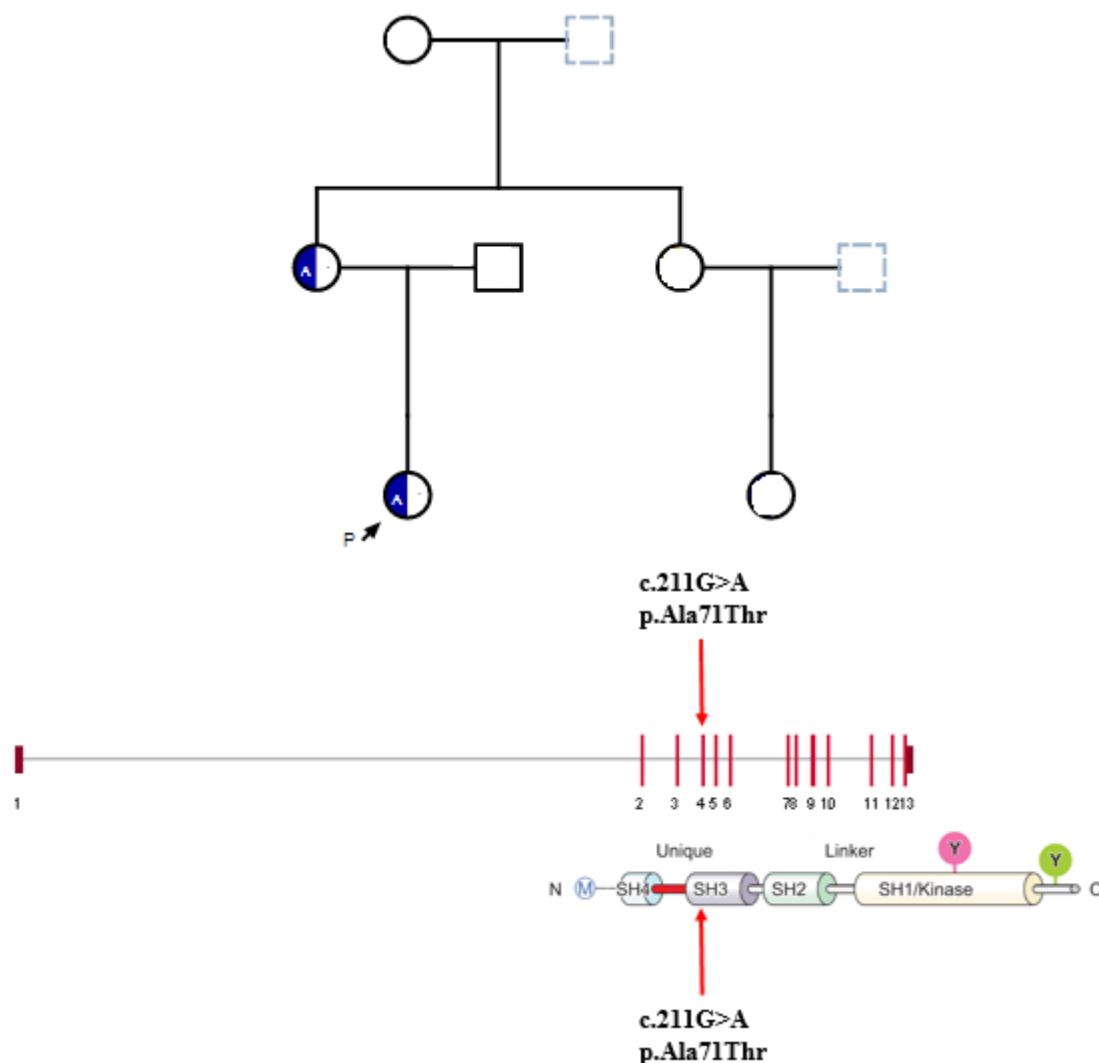 A
A
P
c.211G>A
p.Ala71Thr
1 2 3 4 5 6 7 8 9 10 11 12 13
Unique Linker
Y Y
N M SH4 SH3 SH2 SH1/Kinase C
c.211G>A
p.Ala71Thr